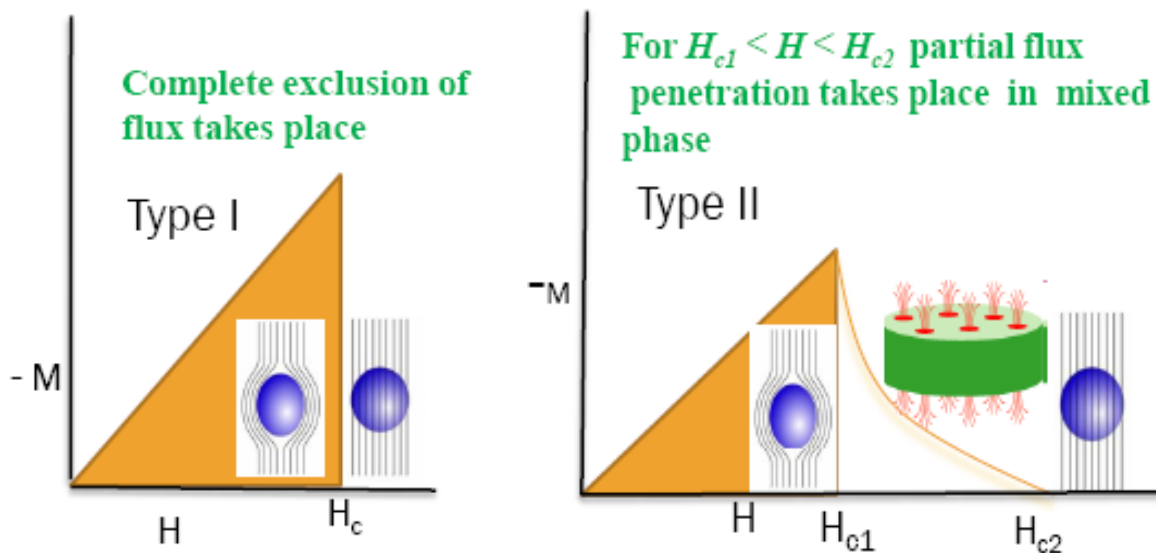 Complete exclusion of
flux takes place
Type I
- M
H
Hc
For Hc1 < H < Hc2 partial flux
penetration takes place in mixed
phase
Type II
-M
H
Hc1
Hc2